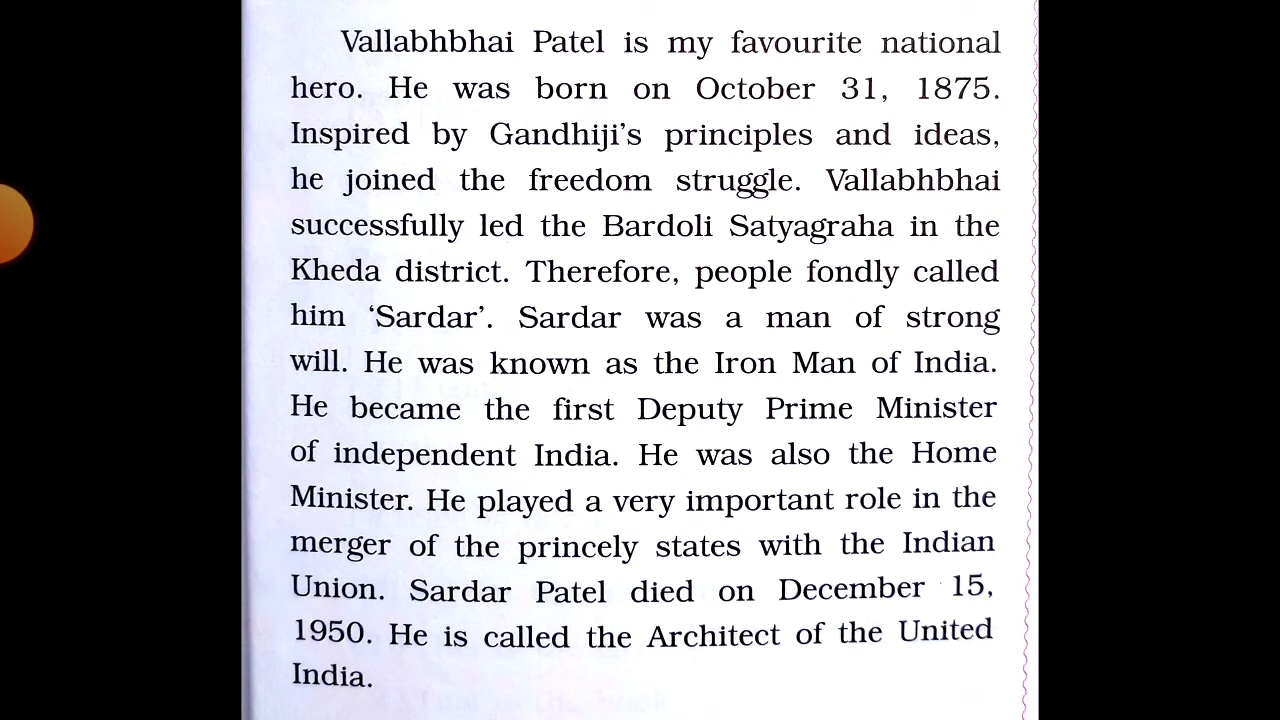 Vallabhbhai Patel is my favourite national
hero. He was born on October 31, 1875.
Inspired by Gandhiji's principles and ideas,
he joined the freedom struggle. Vallabhbhai
successfully led the Bardoli Satyagraha in the
Kheda district. Therefore, people fondly called
him ‘Sardar’. Sardar was a man of strong
will. He was known as the Iron Man of India.
He became the first Deputy Prime Minister
of independent India. He was also the Home
Minister. He played a very important role in the
merger of the princely states with the Indian
Union. Sardar Patel died on December 15,
1950. He is called the Architect of the United
India.